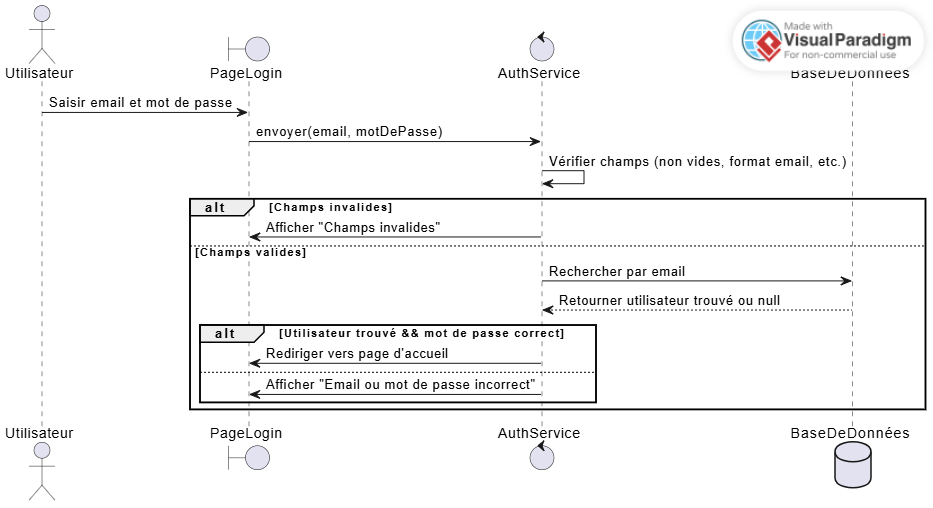 Made with
Visual Paradigm
For non-commercial use
Utilisateur
PageLogin
AuthService
BaseDeDonnées
Saisir email et mot de passe
envoyer(email, motDePasse)
Vérifier champs (non vides, format email, etc.)
alt
[Champs invalides]
Afficher "Champs invalides"
[Champs valides]
Rechercher par email
Retourner utilisateur trouvé ou null
alt
[Utilisateur trouvé && mot de passe correct]
Rediriger vers page d'accueil
Afficher "Email ou mot de passe incorrect"
Utilisateur
PageLogin
AuthService
BaseDeDonnées